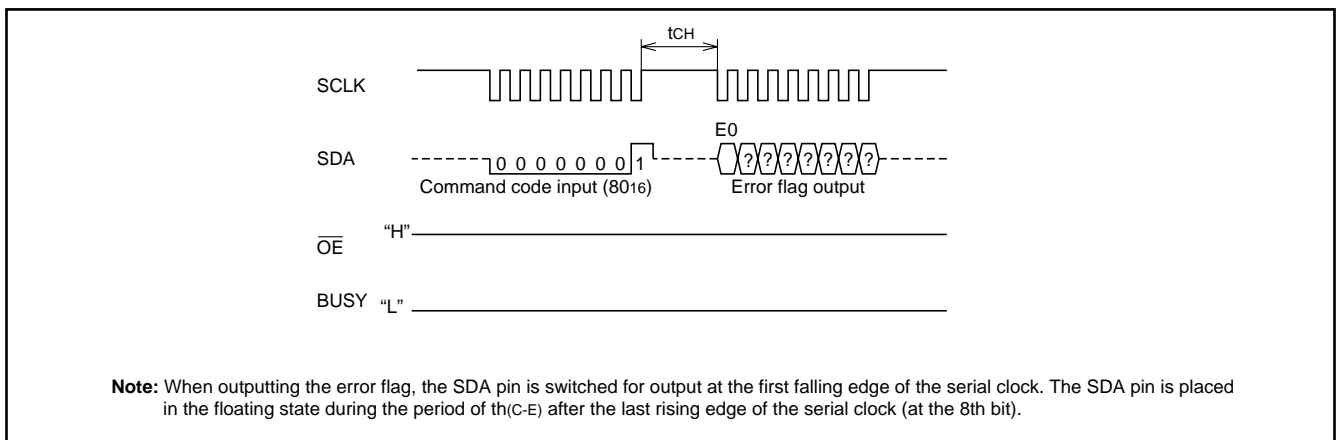 tCH
SCLK
E0
SDA
0 0 0 0 0 0 0 1
? ? ? ? ? ? ?
Command code input (8016)
Error flag output
OE
“H”
BUSY
“L”
Note: When outputting the error flag, the SDA pin is switched for output at the first falling edge of the serial clock. The SDA pin is placed
in the floating state during the period of th(C-E) after the last rising edge of the serial clock (at the 8th bit).